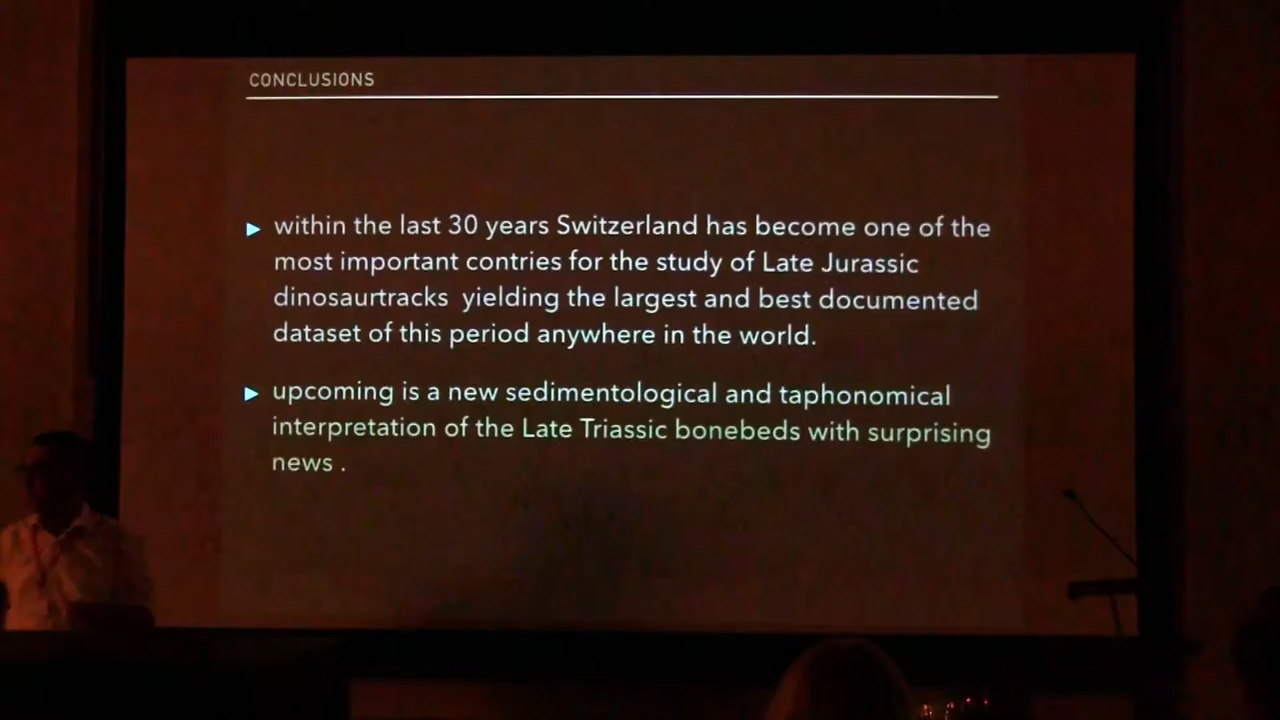 CONCLUSIONS
within the last 30 years Switzerland has become one of the
most important contries for the study of Late Jurassic
dinosaurtracks yielding the largest and best documented
dataset of this period anywhere in the world.
upcoming is a new sedimentological and taphonomical
interpretation of the Late Triassic bonebeds with surprising
news .